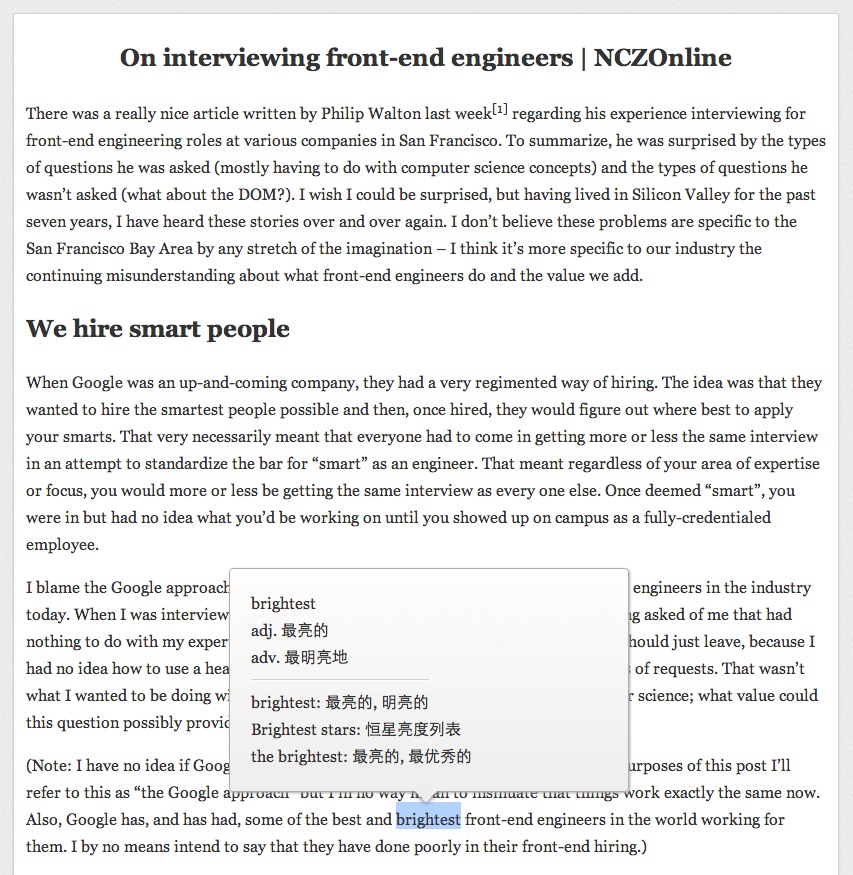 On interviewing front-end engineers | NCZOnline
There was a really nice article written by Philip Walton last week[1] regarding his experience interviewing for
front-end engineering roles at various companies in San Francisco. To summarize, he was surprised by the types
of questions he was asked (mostly having to do with computer science concepts) and the types of questions he
wasn’t asked (what about the DOM?). I wish I could be surprised, but having lived in Silicon Valley for the past
seven years, I have heard these stories over and over again. I don’t believe these problems are specific to the
San Francisco Bay Area by any stretch of the imagination – I think it’s more specific to our industry the
continuing misunderstanding about what front-end engineers do and the value we add.
We hire smart people
When Google was an up-and-coming company, they had a very regimented way of hiring. The idea was that they
wanted to hire the smartest people possible and then, once hired, they would figure out where best to apply
your smarts. That very necessarily meant that everyone had to come in getting more or less the same interview
in an attempt to standardize the bar for “smart” as an engineer. That meant regardless of your area of expertise
or focus, you would more or less be getting the same interview as every one else. Once deemed “smart”, you
were in but had no idea what you’d be working on until you showed up on campus as a fully-credentialed
employee.
I blame the Google approach engineers in the industry
today. When I was interview asked of me that had
nothing to do with my exper should just leave, because I
had no idea how to use a hea of requests. That wasn’t
what I wanted to be doing wi science; what value could
this question possibly provid
brightest
adj. 最亮的
adv. 最明亮地
brightest: 最亮的, 明亮的
Brightest stars: 恒星亮度列表
the brightest: 最亮的, 最优秀的
(Note: I have no idea if Goog urposes of this post I’ll
refer to this as “the Google approach” but I’m no way mean to insinuate that things work exactly the same now.
Also, Google has, and has had, some of the best and brightest front-end engineers in the world working for
them. I by no means intend to say that they have done poorly in their front-end hiring.)